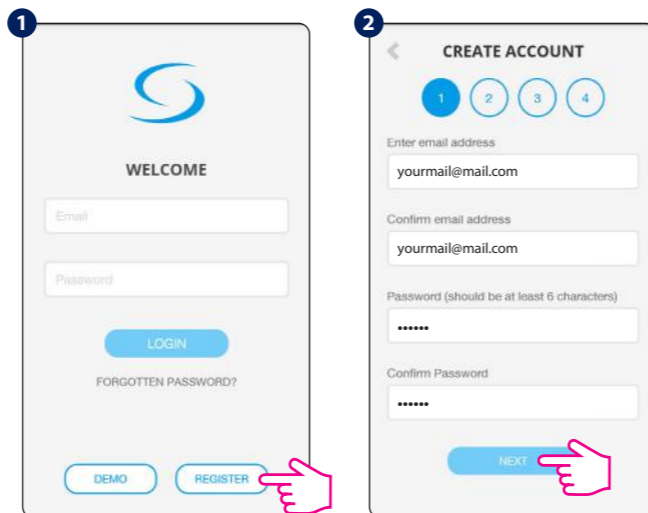 1
WELCOME
Email
Password
LOGIN
FORGOTTEN PASSWORD?
DEMO
REGISTER
2
CREATE ACCOUNT
1 2 3 4
Enter email address
yourmail@mail.com
Confirm email address
yourmail@mail.com
Password (should be at least 6 characters)
••••••
Confirm Password
••••••
NEXT